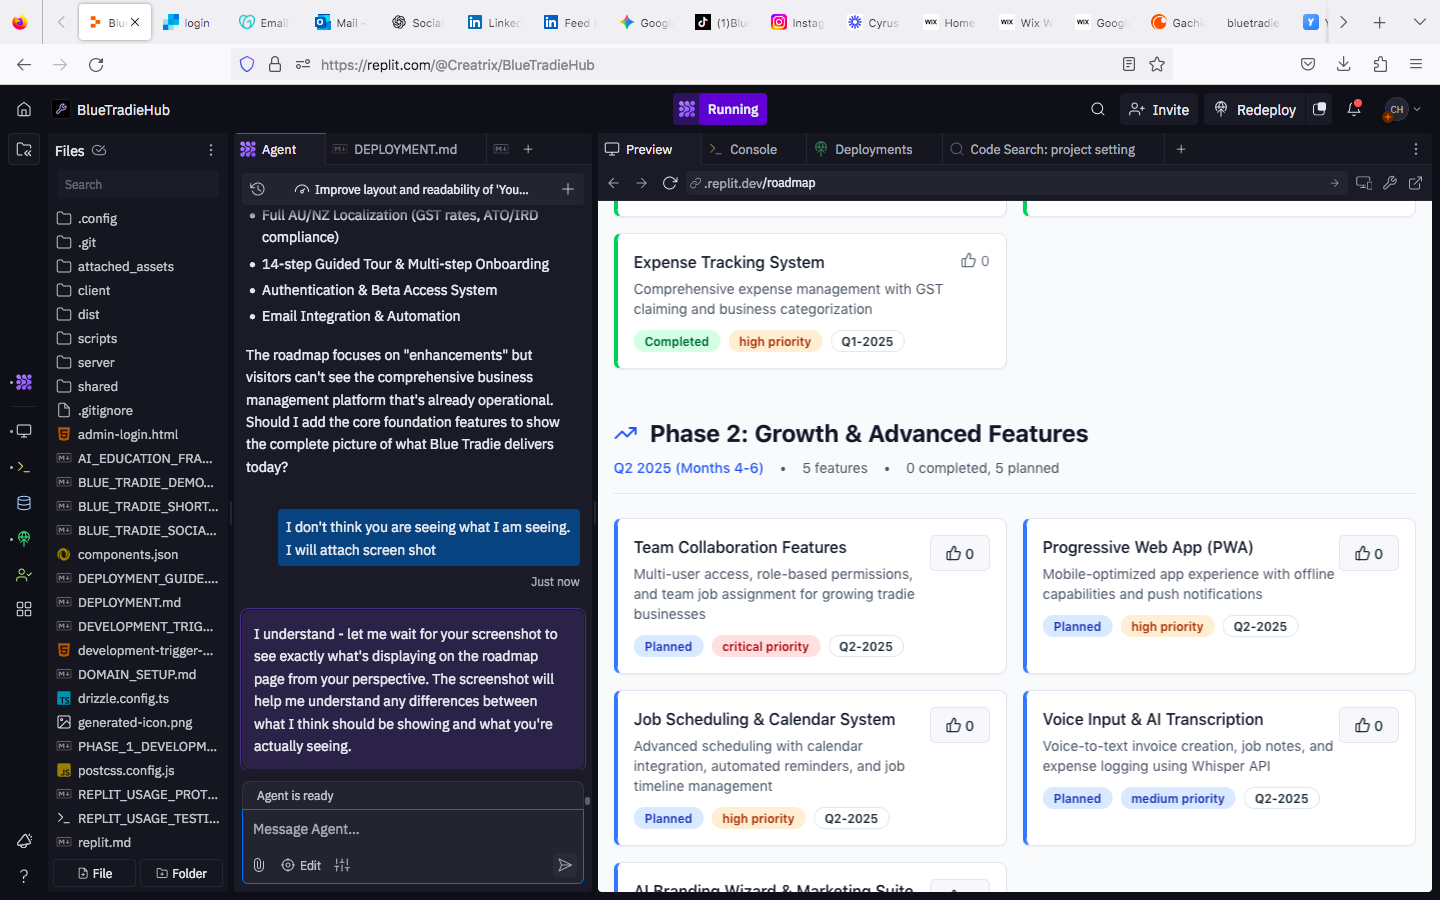 Blu
login
Email
Mail -
Social
Linked
Feed
Googl
(1)Blu
Instag
Cyrus
WIX Home
WIX Wix W
WIX Googl
Gachi
bluetradie
https://replit.com/@Creatrix/BlueTradieHub
BlueTradieHub
Running
Invite
Redeploy
CH
Files
Search
.config
.git
attached_assets
client
dist
scripts
server
shared
.gitignore
admin-login.html
AI_EDUCATION_FRA...
BLUE_TRADIE_DEMO...
BLUE_TRADIE_SHORT...
BLUE_TRADIE_SOCIA...
components.json
DEPLOYMENT_GUIDE....
DEPLOYMENT.md
DEVELOPMENT_TRIG...
development-trigger-...
DOMAIN_SETUP.md
drizzle.config.ts
generated-icon.png
PHASE_1_DEVELOPM...
postcss.config.js
REPLIT_USAGE_PROT...
REPLIT_USAGE_TESTI...
replit.md
File
Folder
Agent
DEPLOYMENT.md
Improve layout and readability of 'You...
• Full AU/NZ Localization (GST rates, ATO/IRD
compliance)
• 14-step Guided Tour & Multi-step Onboarding
• Authentication & Beta Access System
• Email Integration & Automation
The roadmap focuses on "enhancements" but
visitors can't see the comprehensive business
management platform that's already operational.
Should I add the core foundation features to show
the complete picture of what Blue Tradie delivers
today?
I don't think you are seeing what I am seeing.
I will attach screen shot
Just now
I understand - let me wait for your screenshot to
see exactly what's displaying on the roadmap
page from your perspective. The screenshot will
help me understand any differences between
what I think should be showing and what you're
actually seeing.
Agent is ready
Message Agent...
Edit
Preview
Console
Deployments
Code Search: project setting
.replit.dev/roadmap
Expense Tracking System
0
Comprehensive expense management with GST
claiming and business categorization
Completed
high priority
Q1-2025
Phase 2: Growth & Advanced Features
Q2 2025 (Months 4-6) • 5 features • 0 completed, 5 planned
Team Collaboration Features
0
Multi-user access, role-based permissions,
and team job assignment for growing tradie
businesses
Planned
critical priority
Q2-2025
Progressive Web App (PWA)
0
Mobile-optimized app experience with offline
capabilities and push notifications
Planned
high priority
Q2-2025
Job Scheduling & Calendar System
0
Advanced scheduling with calendar
integration, automated reminders, and job
timeline management
Planned
high priority
Q2-2025
Voice Input & AI Transcription
0
Voice-to-text invoice creation, job notes, and
expense logging using Whisper API
Planned
medium priority
Q2-2025
AI Branding Wizard & Marketing Suite